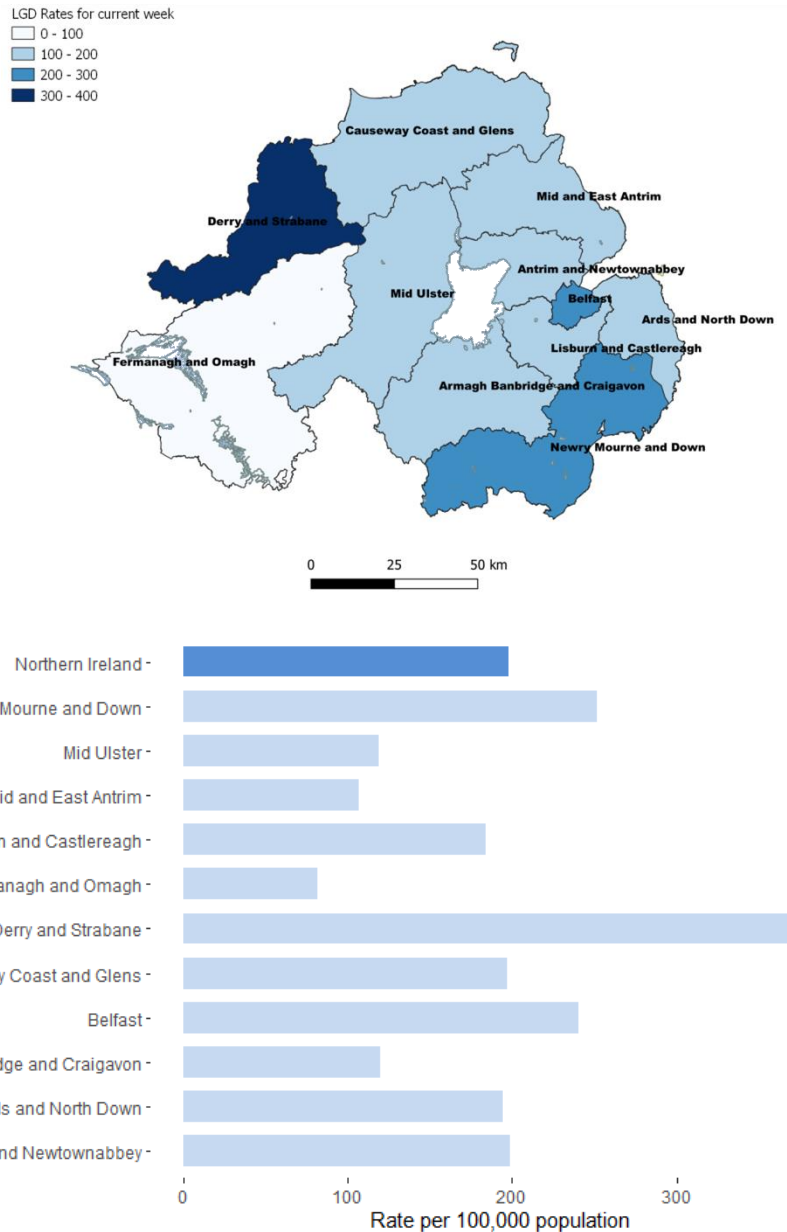 LGD Rates for current week
0 - 100
100 - 200
200 - 300
300 - 400
Causeway Coast and Glens
Mid and East Antrim
Derry and Strabane
Antrim and Newtownabbey
Mid Ulster
Belfast
Ards and North Down
Lisburn and Castlereagh
Fermanagh and Omagh
Armagh Banbridge and Craigavon
Newry Mourne and Down
0 25 50 km
Northern Ireland
Mourne and Down
Mid Ulster
id and East Antrim
n and Castlereagh
nagh and Omagh
Derry and Strabane
y Coast and Glens
Belfast
dge and Craigavon
s and North Down
nd Newtownabbey
0 100 200 300
Rate per 100,000 population